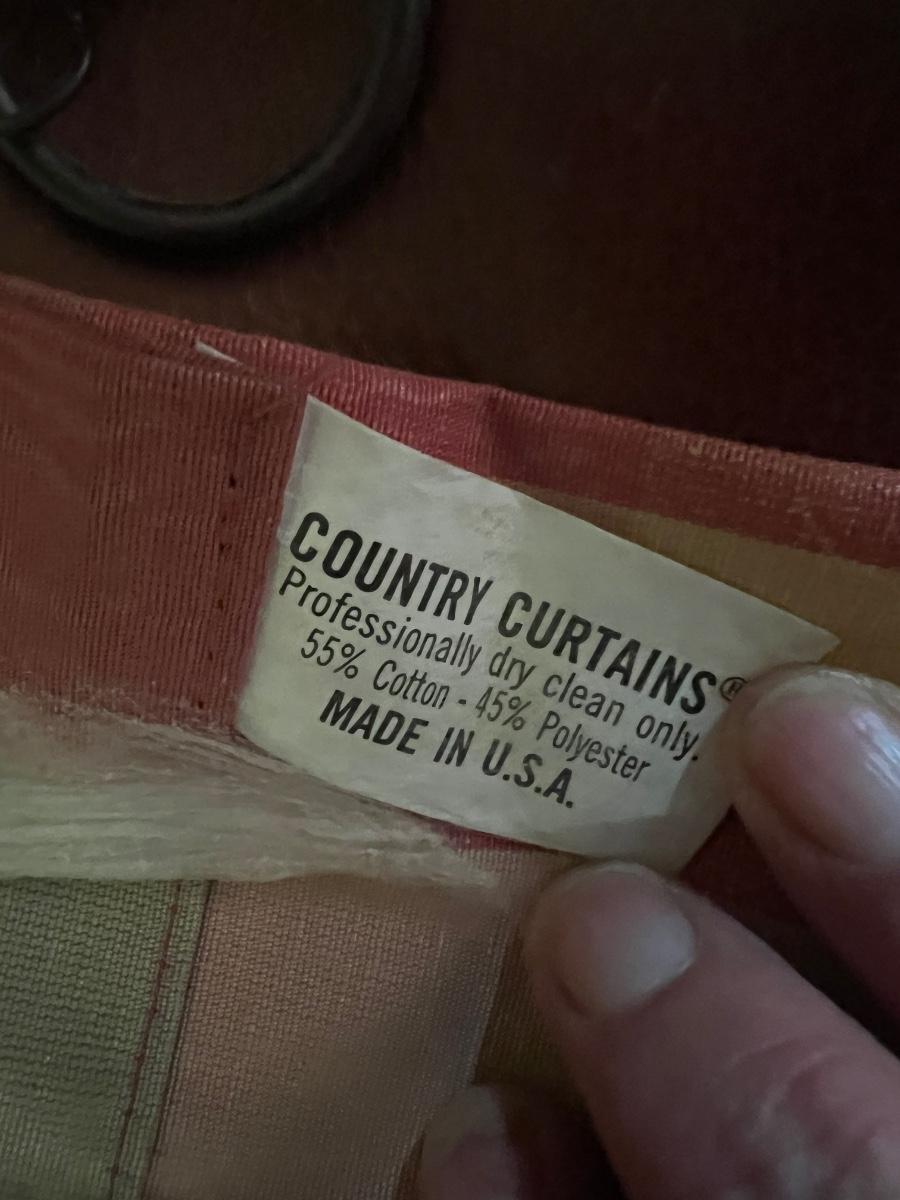 COUNTRY CURTAINS®
Professionally dry clean only.
55% Cotton - 45% Polyester
MADE IN U.S.A.